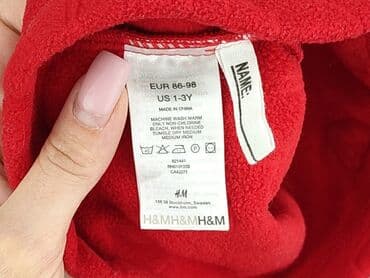 EUR 86-98
US 1-3Y
MADE IN CHINA
MACHINE WASH WARM
ONLY NON-CHLORINE
BLEACH, WHEN NEEDED
TUMBLE DRY MEDIUM
MEDIUM IRON
H&M
H&MH&MH&M
NAME: